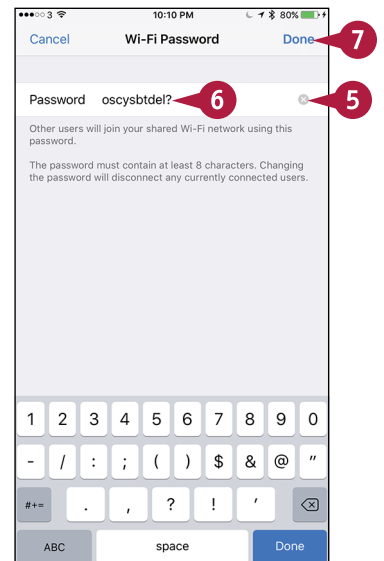 3 10:10 PM 80%
Cancel Wi-Fi Password Done 7
Password oscysbtdel? 6 5
Other users will join your shared Wi-Fi network using this
password.
The password must contain at least 8 characters. Changing
the password will disconnect any currently connected users.
1 2 3 4 5 6 7 8 9 0
- / : ; ( ) $ & @ "
#+= . , ? ! '
ABC space Done